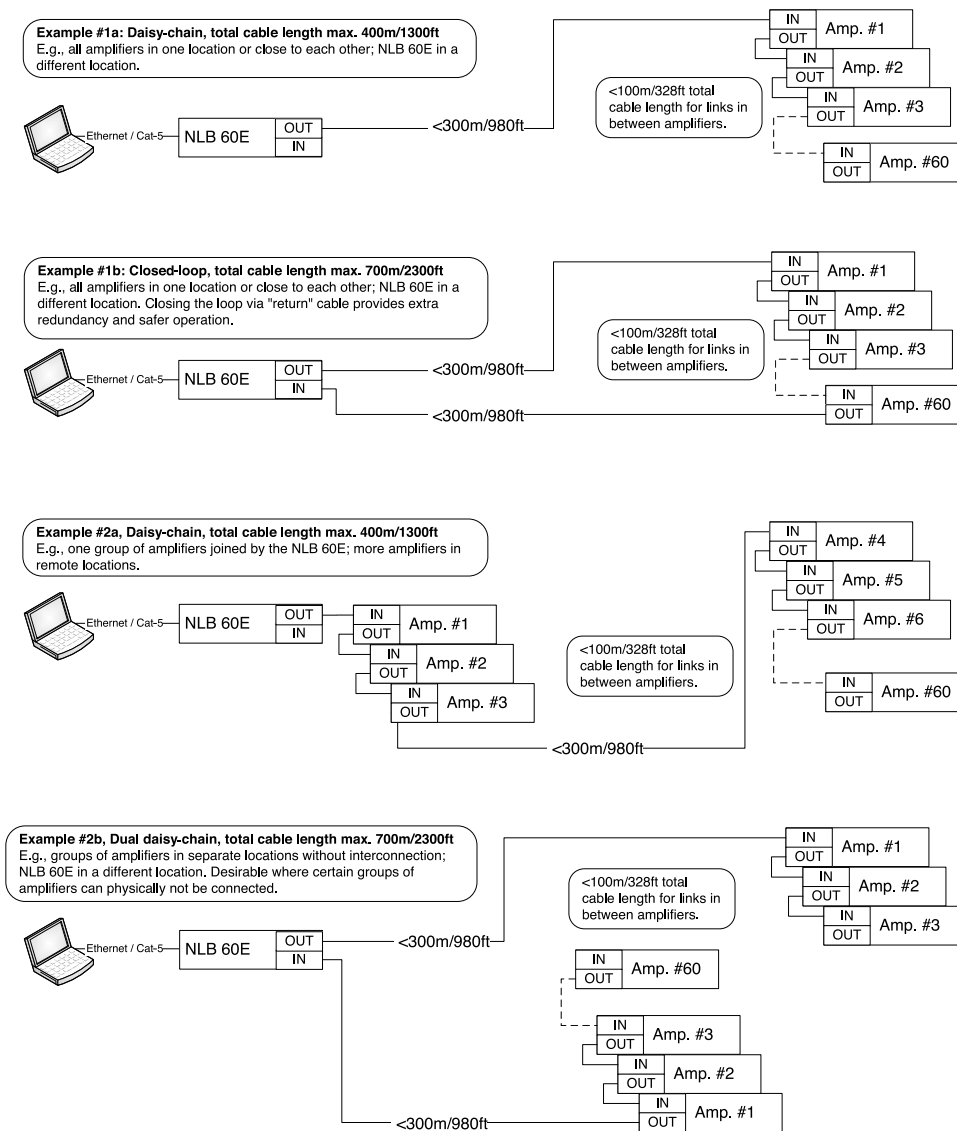 Example #1a: Daisy-chain, total cable length max. 400m/1300ft
E.g., all amplifiers in one location or close to each other; NLB 60E in a
different location.
Ethernet / Cat-5
NLB 60E
OUT
IN
<300m/980ft
<100m/328ft total
cable length for links in
between amplifiers.
IN
OUT
Amp. #1
IN
OUT
Amp. #2
IN
OUT
Amp. #3
IN
OUT
Amp. #60
Example #1b: Closed-loop, total cable length max. 700m/2300ft
E.g., all amplifiers in one location or close to each other; NLB 60E in a
different location. Closing the loop via "return" cable provides extra
redundancy and safer operation.
Ethernet / Cat-5
NLB 60E
OUT
IN
<300m/980ft
<300m/980ft
<100m/328ft total
cable length for links in
between amplifiers.
IN
OUT
Amp. #1
IN
OUT
Amp. #2
IN
OUT
Amp. #3
IN
OUT
Amp. #60
Example #2a, Daisy-chain, total cable length max. 400m/1300ft
E.g., one group of amplifiers joined by the NLB 60E; more amplifiers in
remote locations.
Ethernet / Cat-5
NLB 60E
OUT
IN
IN
OUT
Amp. #1
IN
OUT
Amp. #2
IN
OUT
Amp. #3
<300m/980ft
<100m/328ft total
cable length for links in
between amplifiers.
IN
OUT
Amp. #4
IN
OUT
Amp. #5
IN
OUT
Amp. #6
IN
OUT
Amp. #60
Example #2b, Dual daisy-chain, total cable length max. 700m/2300ft
E.g., groups of amplifiers in separate locations without interconnection;
NLB 60E in a different location. Desirable where certain groups of
amplifiers can physically not be connected.
Ethernet / Cat-5
NLB 60E
OUT
IN
<300m/980ft
<100m/328ft total
cable length for links in
between amplifiers.
IN
OUT
Amp. #1
IN
OUT
Amp. #2
IN
OUT
Amp. #3
IN
OUT
Amp. #60
IN
OUT
Amp. #3
IN
OUT
Amp. #2
IN
OUT
Amp. #1
<300m/980ft